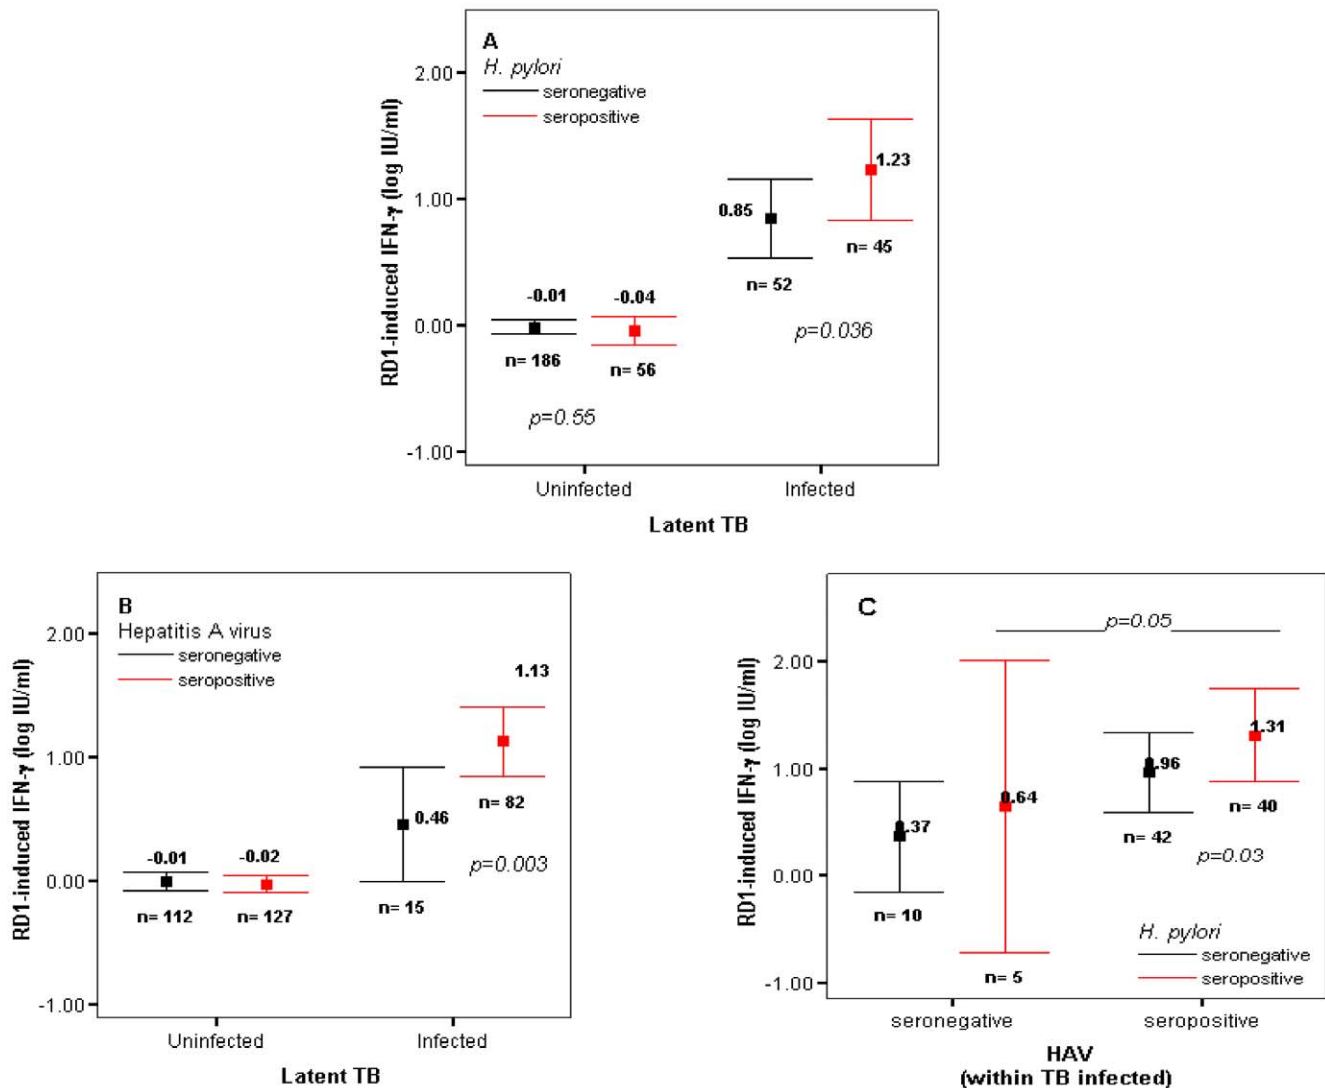 A
H. pylori
seronegative
seropositive
RD1-induced IFN-γ (log IU/ml)
2.00
1.00
0.00
-1.00
1.23
0.85
n= 45
n= 52
-0.01
-0.04
p=0.036
n= 186
n= 56
p=0.55
Uninfected
Infected
Latent TB
B
Hepatitis A virus
seronegative
seropositive
RD1-induced IFN-γ (log IU/ml)
2.00
1.00
0.00
-1.00
1.13
0.46
n= 82
-0.01
-0.02
p=0.003
n= 112
n= 127
n= 15
Uninfected
Infected
Latent TB
C
p=0.05
RD1-induced IFN-γ (log IU/ml)
2.00
1.00
0.00
-1.00
1.31
0.96
0.64
0.37
n= 40
n= 42
p=0.03
n= 10
n= 5
H. pylori
seronegative
seropositive
seronegative
seropositive
HAV
(within TB infected)